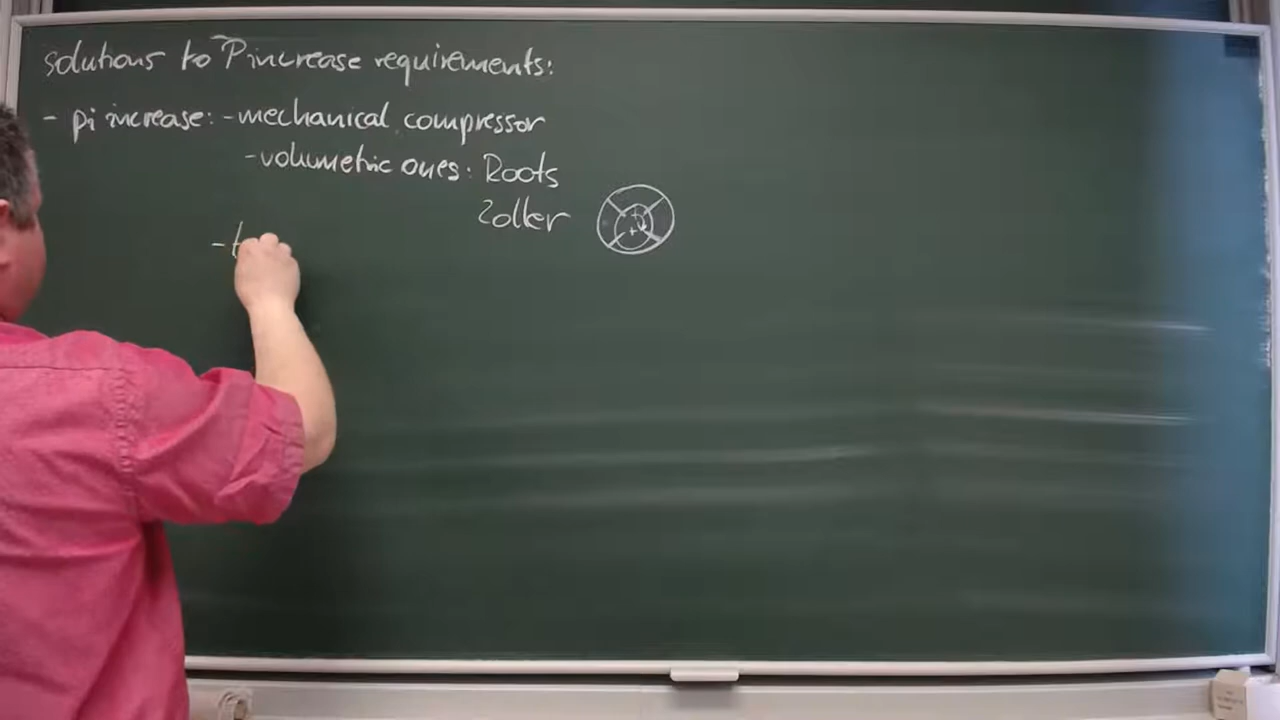 solutions to P increase requirements:
- pi increase: - mechanical compressor
- volumetric ones: Roots
Zoller
- t